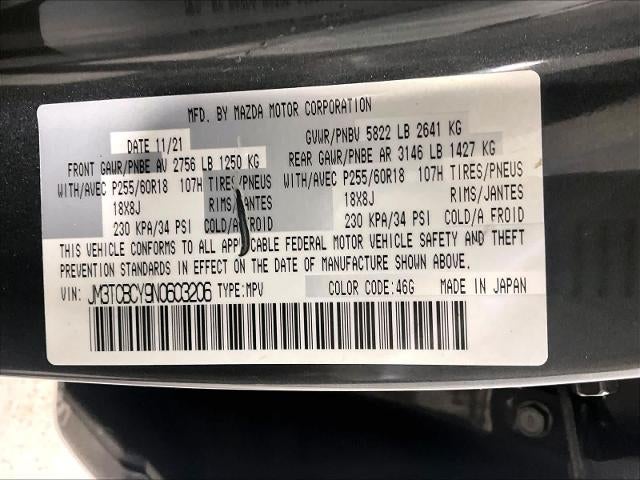 MFD. BY MAZDA MOTOR CORPORATION
DATE 11/21 GVWR/PNBV 5822 LB 2641 KG
FRONT GAWR/PNBE AV 2756 LB 1250 KG REAR GAWR/PNBE AR 3146 LB 1427 KG
WITH/AVEC P255/60R18 107H TIRES/PNEUS WITH/AVEC P255/60R18 107H TIRES/PNEUS
18X8J RIMS/JANTES 18X8J RIMS/JANTES
230 KPA/34 PSI COLD/A FROID 230 KPA/34 PSI COLD/A FROID
THIS VEHICLE CONFORMS TO ALL APPLICABLE FEDERAL MOTOR VEHICLE SAFETY AND THEFT
PREVENTION STANDARDS IN EFFECT ON THE DATE OF MANUFACTURE SHOWN ABOVE.
VIN: JM3TCBCY9N0603206 TYPE:MPV COLOR CODE:46G MADE IN JAPAN